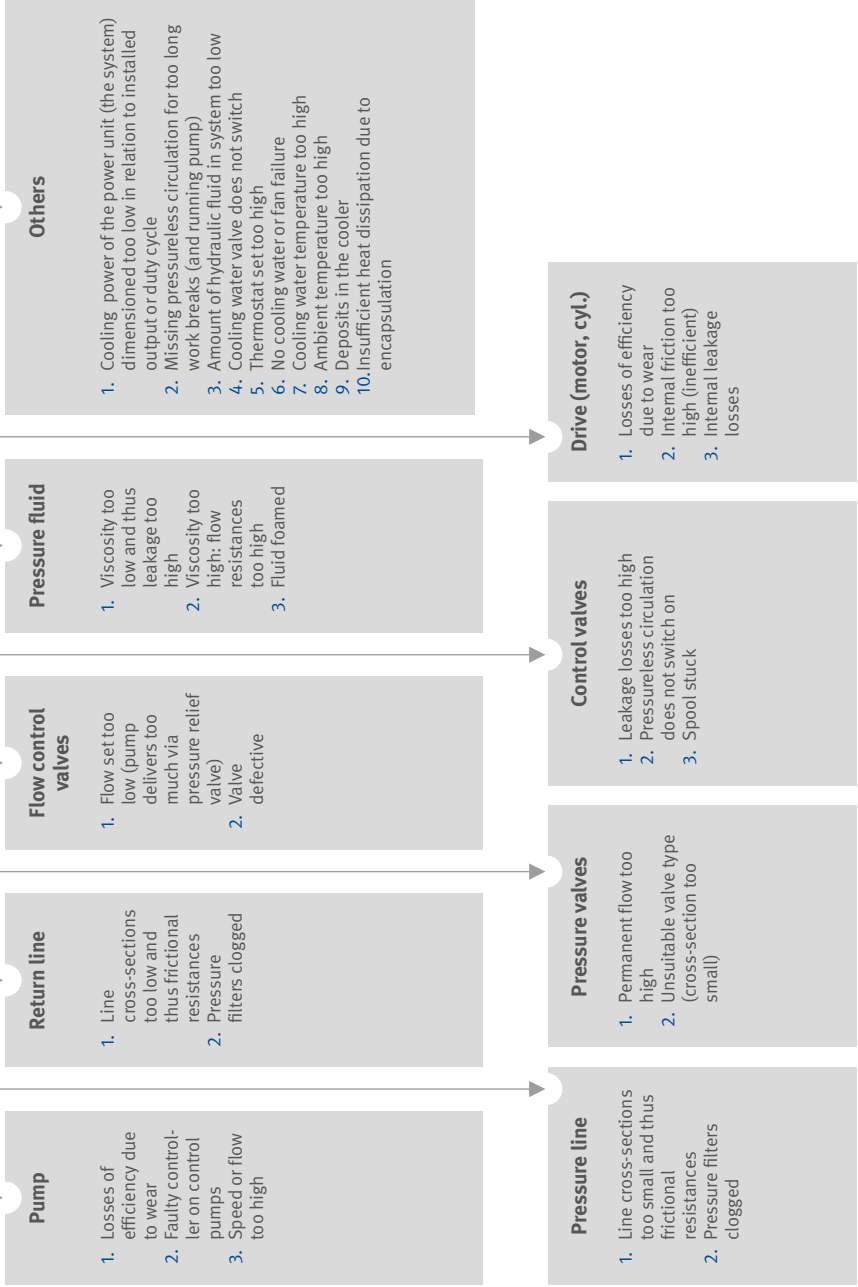 Pump
1. Losses of
efficiency due
to wear
2. Faulty control-
ler on control
pumps
3. Speed or flow
too high
Return line
1. Line
cross-sections
too low and
thus frictional
resistances
2. Pressure
filters clogged
Flow control
valves
1. Flow set too
low (pump
delivers too
much via
pressure relief
valve)
2. Valve
defective
Pressure fluid
1. Viscosity too
low and thus
leakage too
high
2. Viscosity too
high: flow
resistances
too high
3. Fluid foamed
Others
1. Cooling power of the power unit (the system)
dimensioned too low in relation to installed
output or duty cycle
2. Missing pressureless circulation for too long
work breaks (and running pump)
3. Amount of hydraulic fluid in system too low
4. Cooling water valve does not switch
5. Thermostat set too high
6. No cooling water or fan failure
7. Cooling water temperature too high
8. Ambient temperature too high
9. Deposits in the cooler
10. Insufficient heat dissipation due to
encapsulation
Pressure line
1. Line cross-sections
too small and thus
frictional
resistances
2. Pressure filters
clogged
Pressure valves
1. Permanent flow too
high
2. Unsuitable valve type
(cross-section too
small)
Control valves
1. Leakage losses too high
2. Pressureless circulation
does not switch on
3. Spool stuck
Drive (motor, cyl.)
1. Losses of efficiency
due to wear
2. Internal friction too
high (inefficient)
3. Internal leakage
losses